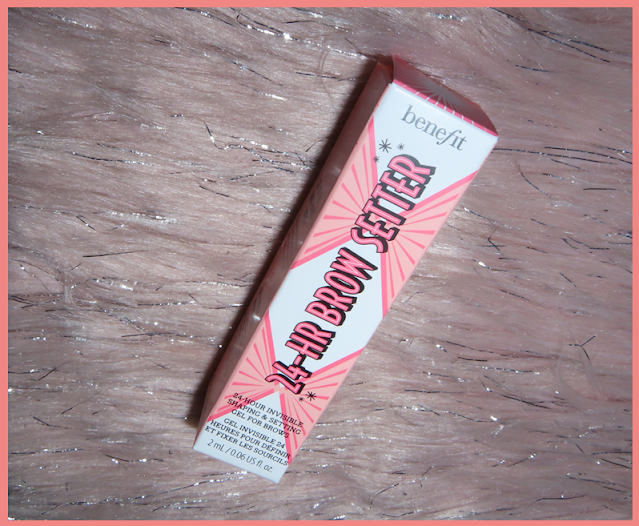 benefit
24-HR BROW SETTER
24-HOUR INVISIBLE
SHAPING & SETTING
GEL FOR BROWS
GEL INVISIBLE 24
HEURES POUR DÉFINIR
ET FIXER LES SOURCILS
2 mL / 0.06 US fl. oz.